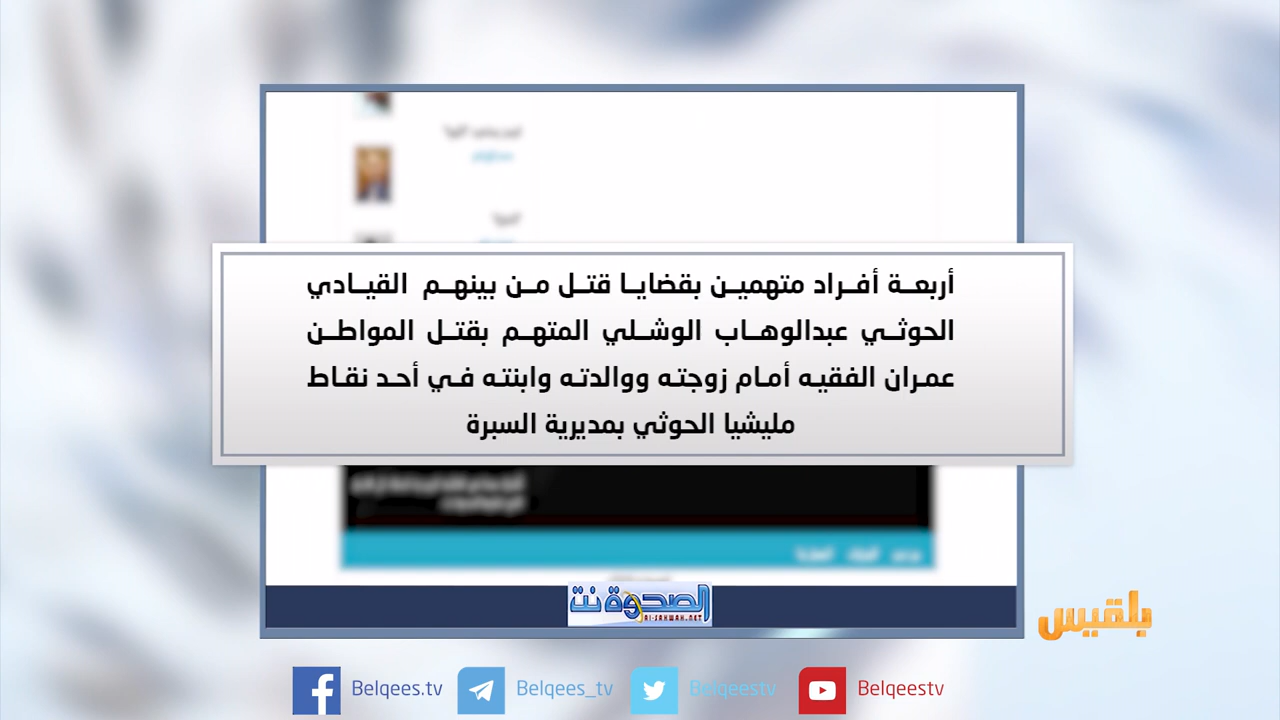 أربعة أفراد متهمين بقضايا قتل من بينهم القيادي
الحوثي عبدالوهاب الوشلي المتهم بقتل المواطن
عمران الفقيه أمام زوجته ووالدته وابنته في أحد نقاط
مليشيا الحوثي بمديرية السبرة
الصحوة نت
AL-SAHWAH.NET
بلقيس
Belqees.tv
Belqees_tv
Belqeestv
Belqeestv